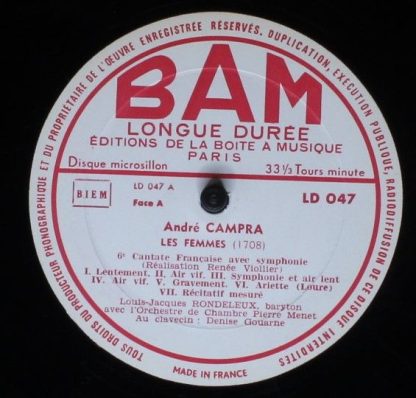 TOUS DROITS DU PRODUCTEUR PHONOGRAPHIQUE ET DU PROPRIETAIRE DE L'ŒUVRE ENREGISTRÉE RÉSERVÉS. DUPLICATION, EXECUTION PUBLIQUE, RADIODIFFUSION DE CE DISQUE INTERDITES
BAM
LONGUE DURÉE
ÉDITIONS DE LA BOITE A MUSIQUE
PARIS
Disque microsillon 33 1/3 Tours minute
B.I.E.M LD 047 A
Face A
LD 047
André CAMPRA
LES FEMMES (1708)
6e Cantate Française avec symphonie
(Réalisation Renée Viollier)
I. Lentement. II. Air vif. III. Symphonie et air lent
IV. Air vif. V. Gravement. VI. Ariette (Loure)
VII. Récitatif mesuré
Louis-Jacques RONDELEUX, baryton
avec l'Orchestre de Chambre Pierre Menet
Au clavecin : Denise Gouarne
MADE IN FRANCE